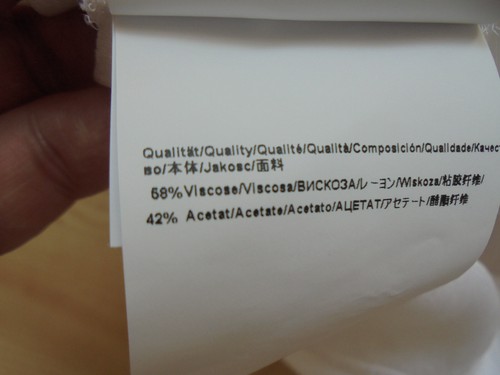 Qualität/Quality/Qualité/Qualità/Composición/Qualidade/Качест
во/本体/Jakosc/面料
58% Viscose/Viscosa/ВИСКОЗА/レーヨン/Wiskoza/粘胶纤维/
42% Acetat/Acetate/Acetato/АЦЕТАТ/アセテート/醋酯纤维